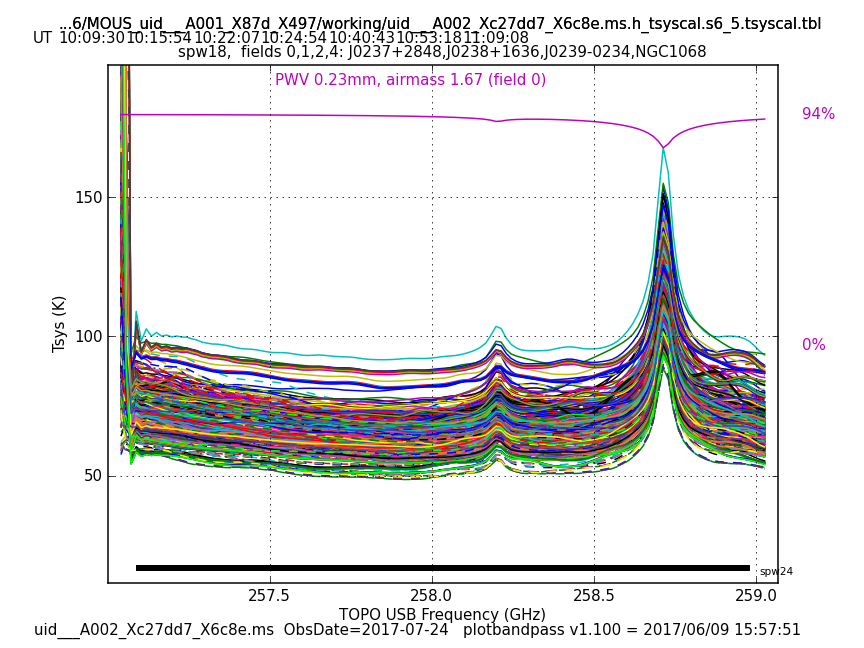 ...6/MOUS_uid___A001_X87d_X497/working/uid___A002_Xc27dd7_X6c8e.ms.h_tsyscal.s6_5.tsyscal.tbl
UT 10:09:30 10:15:54 10:22:07 10:24:54 10:40:43 10:53:18 11:09:08
spw18, fields 0,1,2,4: J0237+2848,J0238+1636,J0239-0234,NGC1068
PWV 0.23mm, airmass 1.67 (field 0)
94%
150
100
0%
50
Tsys (K)
spw24
257.5 258.0 258.5 259.0
TOPO USB Frequency (GHz)
uid___A002_Xc27dd7_X6c8e.ms ObsDate=2017-07-24 plotbandpass v1.100 = 2017/06/09 15:57:51